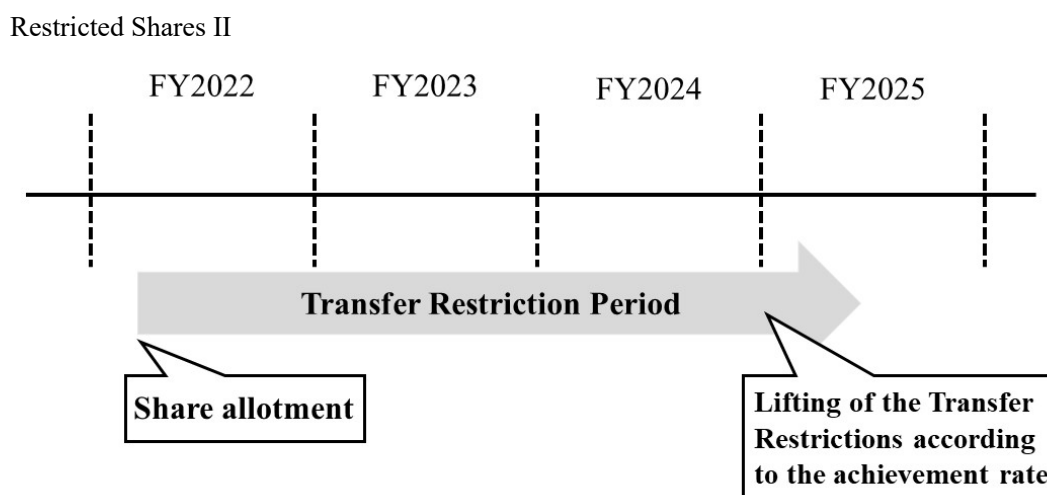 Restricted Shares II
FY2022 FY2023 FY2024 FY2025
Transfer Restriction Period
Share allotment
Lifting of the Transfer
Restrictions according
to the achievement rate